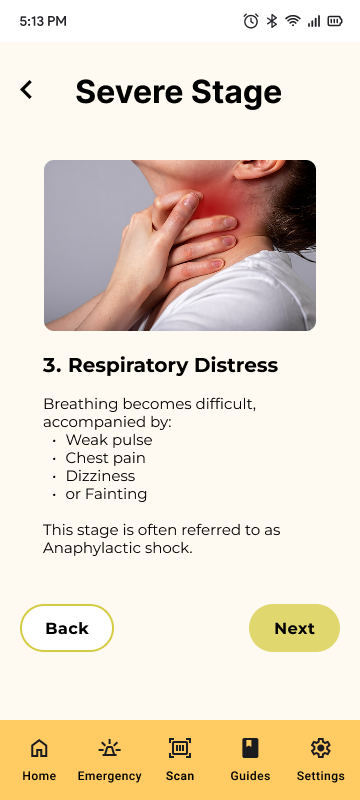 5:13 PM
Severe Stage
3. Respiratory Distress
Breathing becomes difficult,
accompanied by:
• Weak pulse
• Chest pain
• Dizziness
• or Fainting
This stage is often referred to as
Anaphylactic shock.
Back
Next
Home
Emergency
Scan
Guides
Settings